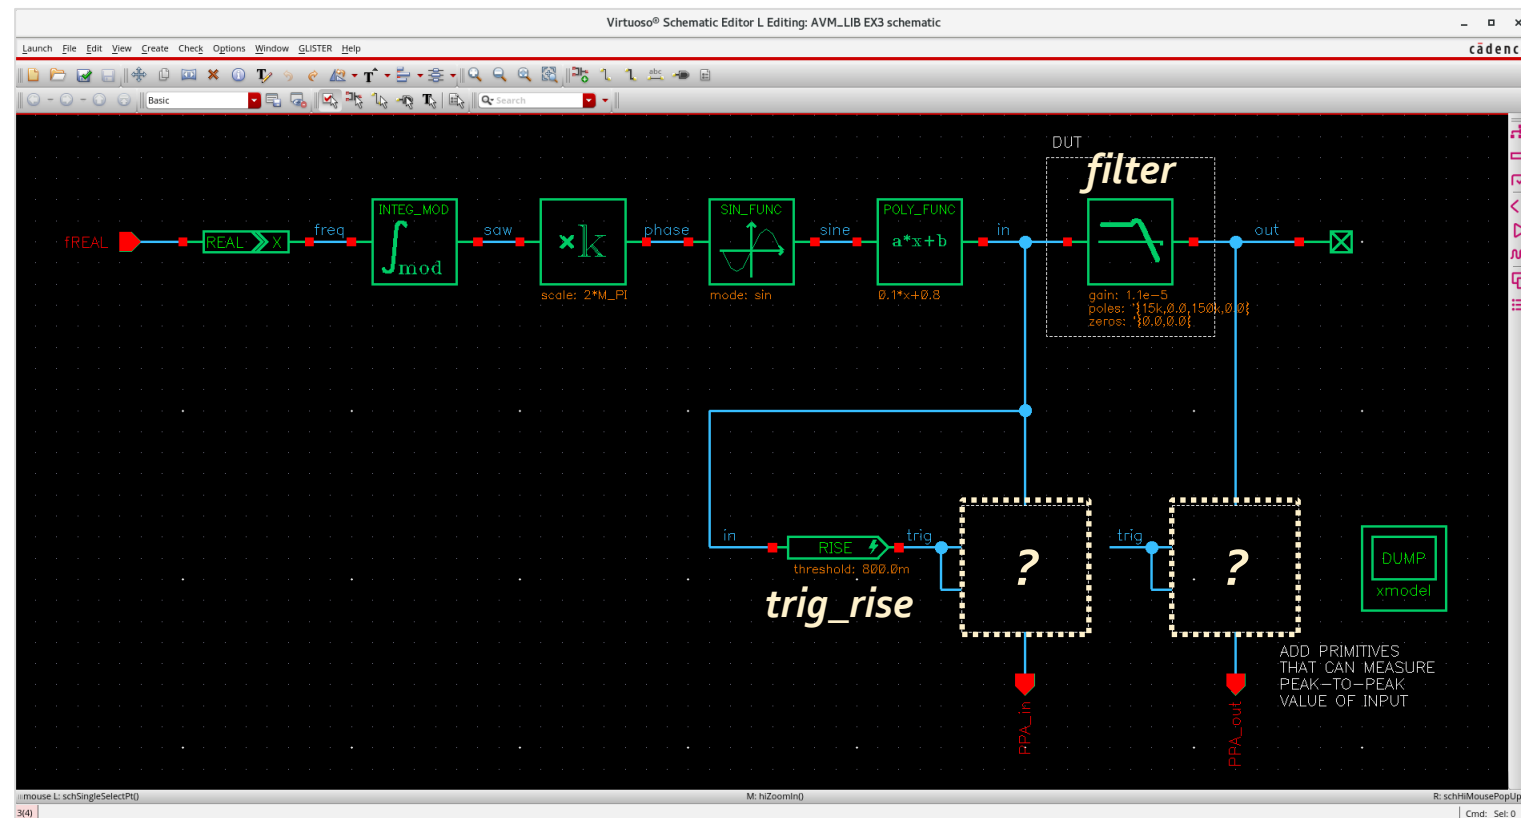 Virtuoso® Schematic Editor L Editing: AVM_LIB EX3 schematic
Launch File Edit View Create Check Options Window GLISTER Help
cādenc
Basic
Search
DUT
filter
INTEG_MOD
SIN_FUNC
POLY_FUNC
fREAL
REAL
X
freq
∫mod
saw
×k
phase
sine
a*x+b
in
out
scale: 2*M_PI
mode: sin
0.1*x+0.8
gain: 1.1e-5
poles: '{15k,0.0,150k,0.0}
zeros: '{0.0,0.0}
in
RISE
trig
trig
threshold: 800.0m
?
?
DUMP
xmodel
trig_rise
ADD PRIMITIVES
THAT CAN MEASURE
PEAK-TO-PEAK
VALUE OF INPUT
PPA_in
PPA_out
mouse L: schSingleSelectPt()
M: hiZoomIn()
R: schHiMousePopUp
3(4)
Cmd: Sel: 0